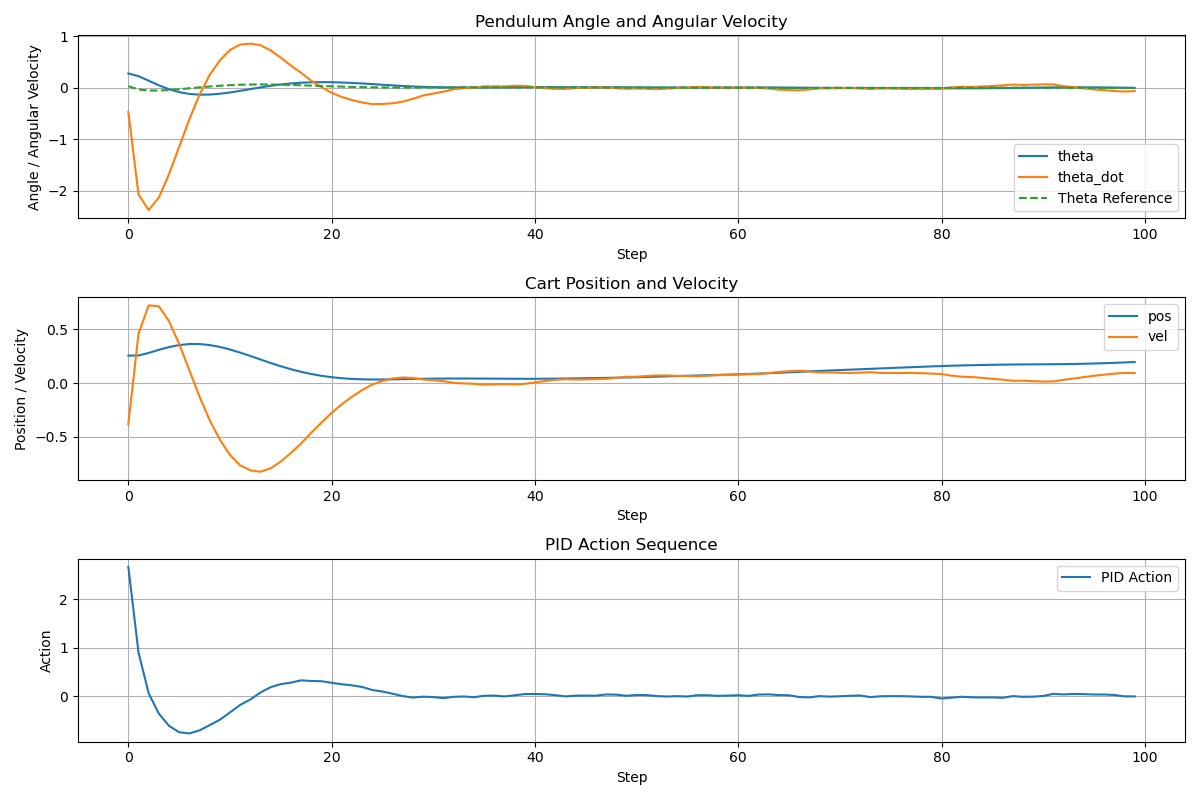 Pendulum Angle and Angular Velocity
Angle / Angular Velocity
1
0
−1
−2
theta
theta_dot
Theta Reference
0 20 40 60 80 100
Step
Cart Position and Velocity
Position / Velocity
0.5
0.0
−0.5
pos
vel
0 20 40 60 80 100
Step
PID Action Sequence
Action
2
1
0
PID Action
0 20 40 60 80 100
Step